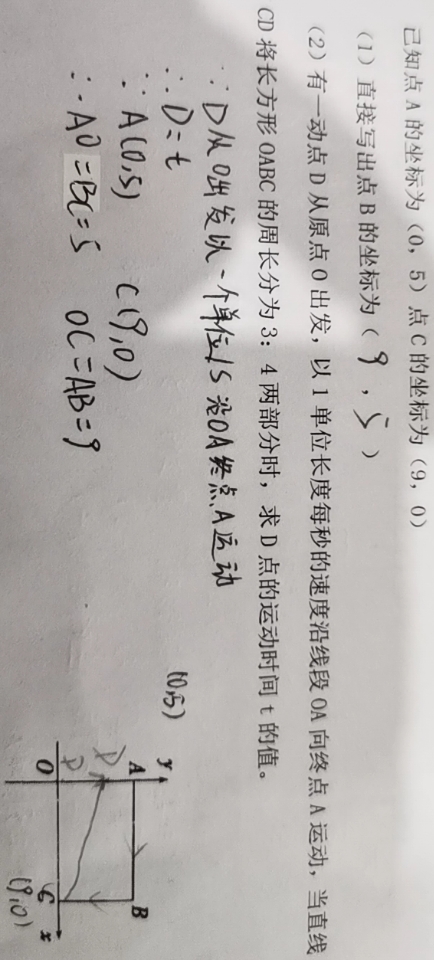 已知点 A 的坐标为（0，5）点 C 的坐标为（9，0）
（1）直接写出点 B 的坐标为（ 9 ，5 ）
（2）有一动点 D 从原点 O 出发，以 1 单位长度每秒的速度沿线段 OA 向终点 A 运动，当直线
CD 将长方形 OABC 的周长分为 3：4 两部分时，求 D 点的运动时间 t 的值。
∵D从O出发以一个单位/S 沿OA终点A运动
∴D=t
∵A(0,5) C(9,0)
∴AO=BC=5 OC=AB=9
(0,5)
y
A
B
D
D
O
C
x
(9,0)